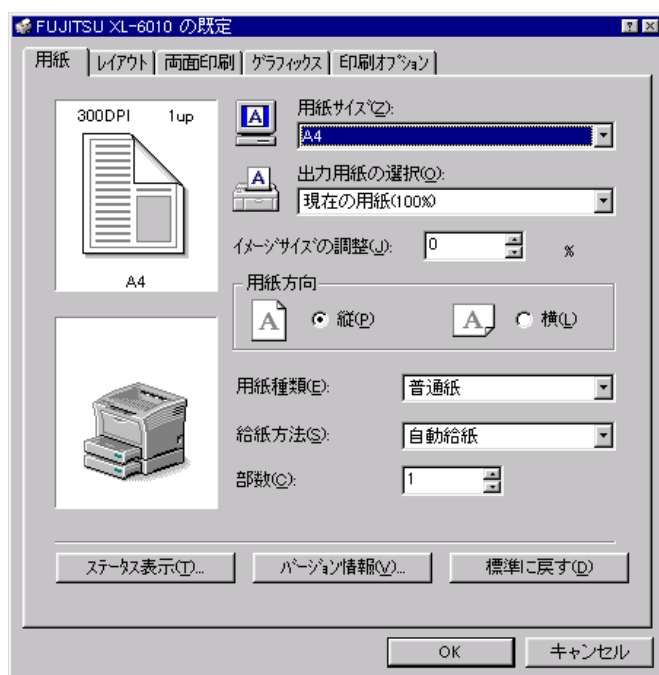 FUJITSU XL-6010 の既定
用紙 レイアウト 両面印刷 グラフィックス 印刷オプション
300DPI 1up
A4
用紙サイズ(Z):
A4
出力用紙の選択(O):
現在の用紙(100%)
イメージサイズの調整(J): 0 %
用紙方向
縦(P) 横(L)
用紙種類(E): 普通紙
給紙方法(S): 自動給紙
部数(C): 1
ステータス表示(T)... バージョン情報(V)... 標準に戻す(D)
OK キャンセル